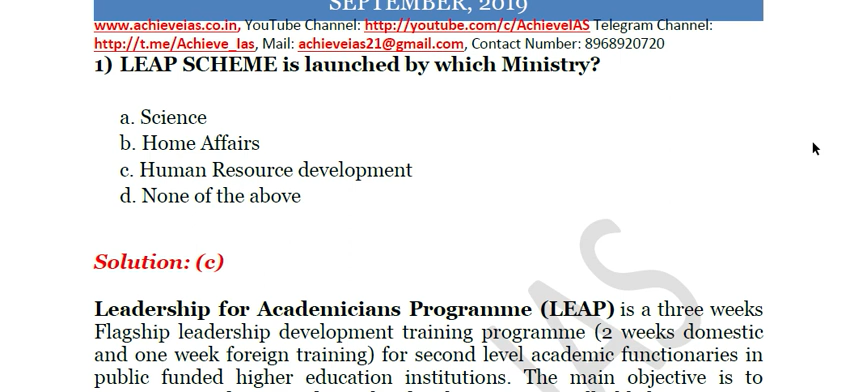 SEPTEMBER, 2019
www.achieveias.co.in, YouTube Channel: http://youtube.com/c/AchieveIAS Telegram Channel:
http://t.me/Achieve_Ias, Mail: achieveias21@gmail.com, Contact Number: 8968920720
1) LEAP SCHEME is launched by which Ministry?
a. Science
b. Home Affairs
c. Human Resource development
d. None of the above
Solution: (c)
Leadership for Academicians Programme (LEAP) is a three weeks
Flagship leadership development training programme (2 weeks domestic
and one week foreign training) for second level academic functionaries in
public funded higher education institutions. The main objective is to
IAS